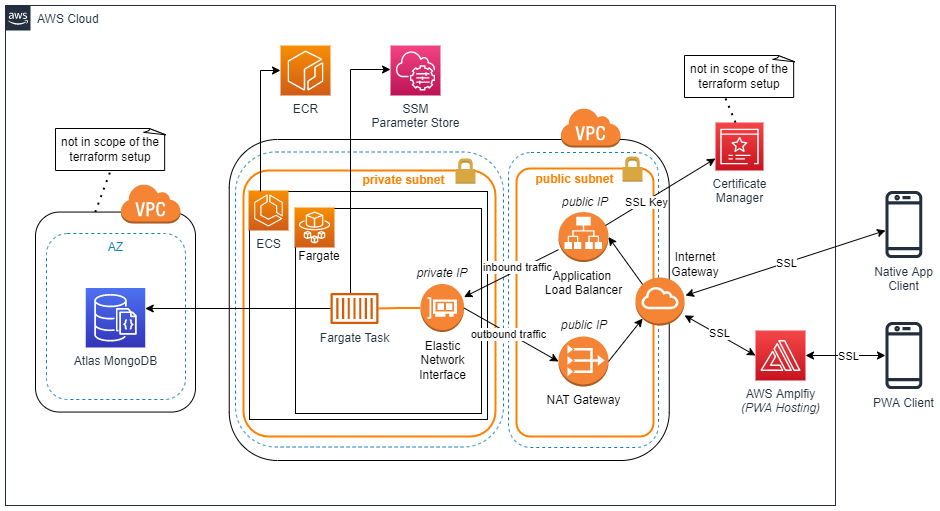 aws
AWS Cloud
ECR
SSM
Parameter Store
not in scope of the
terraform setup
not in scope of the
terraform setup
VPC
VPC
AZ
Atlas MongoDB
private subnet
public subnet
ECS
Fargate
private IP
Fargate Task
Elastic
Network
Interface
inbound traffic
outbound traffic
public IP
Application
Load Balancer
public IP
NAT Gateway
SSL Key
Certificate
Manager
Internet
Gateway
SSL
Native App
Client
SSL
AWS Amplfiy
(PWA Hosting)
SSL
PWA Client